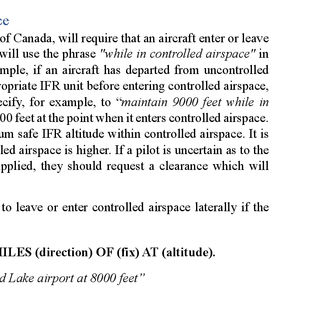 ce
of Canada, will require that an aircraft enter or leave
will use the phrase "while in controlled airspace" in
mple, if an aircraft has departed from uncontrolled
opriate IFR unit before entering controlled airspace,
ecify, for example, to “maintain 9000 feet while in
00 feet at the point when it enters controlled airspace.
um safe IFR altitude within controlled airspace. It is
led airspace is higher. If a pilot is uncertain as to the
pplied, they should request a clearance which will
to leave or enter controlled airspace laterally if the
IILES (direction) OF (fix) AT (altitude).
d Lake airport at 8000 feet”